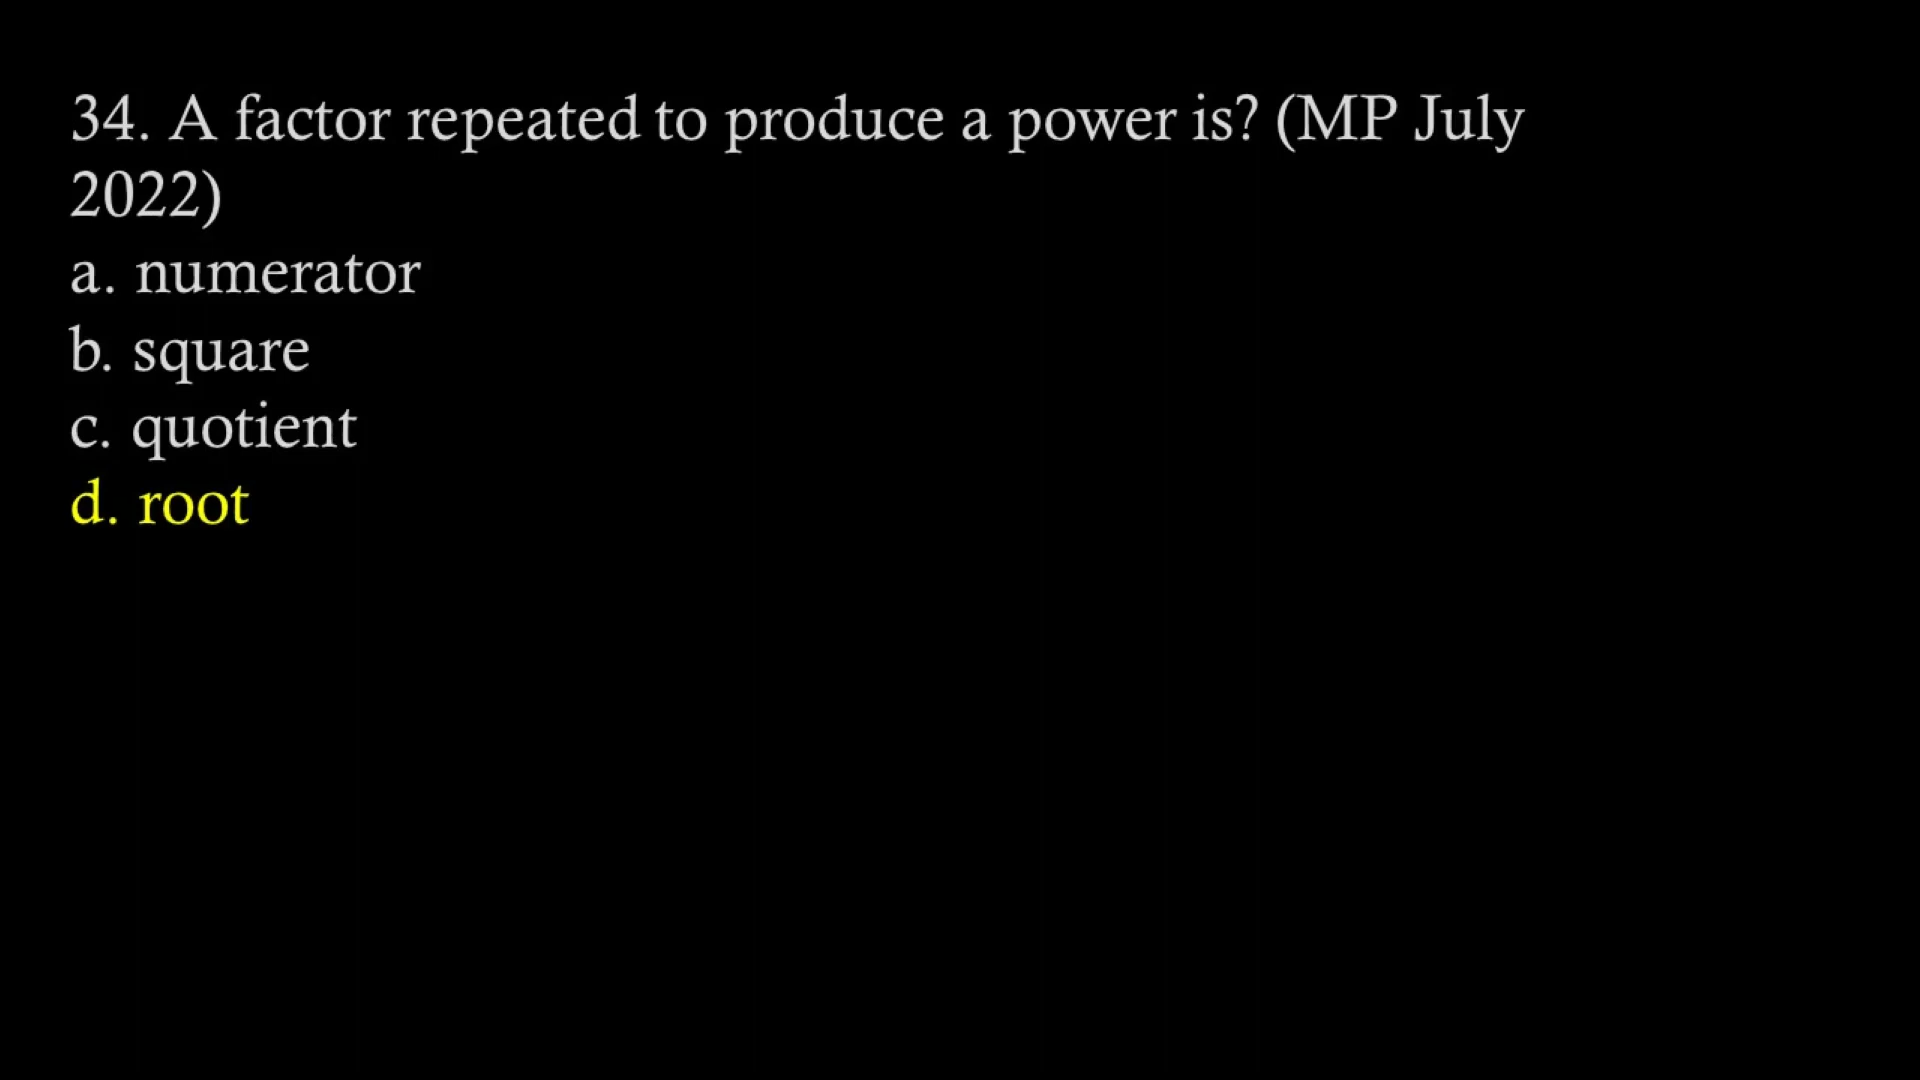 34. A factor repeated to produce a power is? (MP July
2022)
a. numerator
b. square
c. quotient
d. root